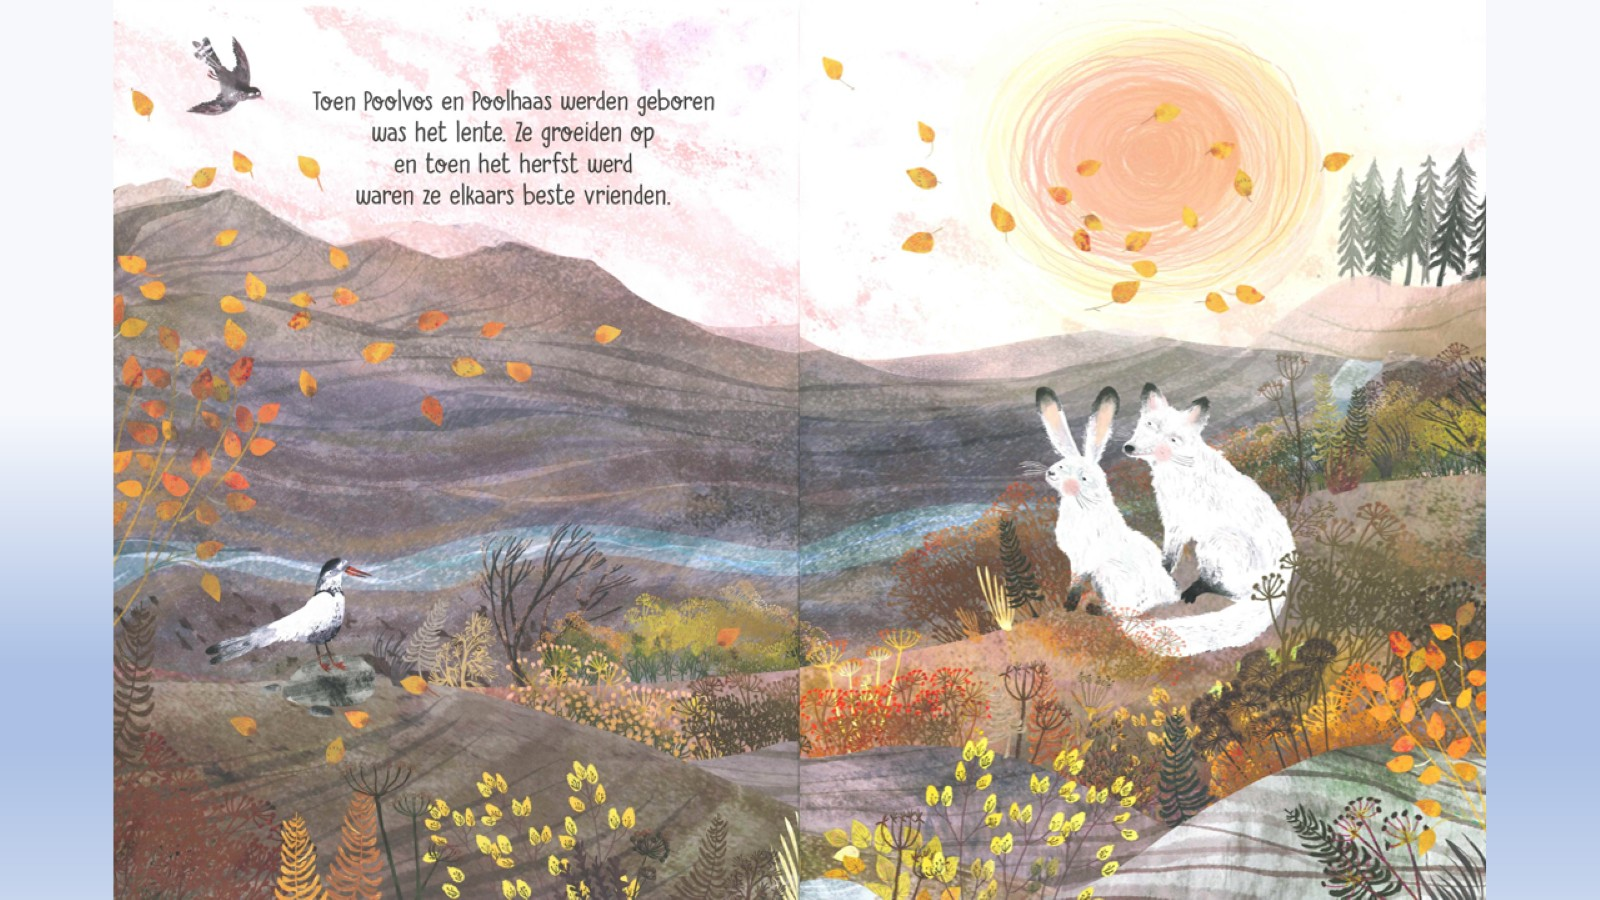 Toen Poolvos en Poolhaas werden geboren
was het lente. Ze groeiden op
en toen het herfst werd
waren ze elkaars beste vrienden.